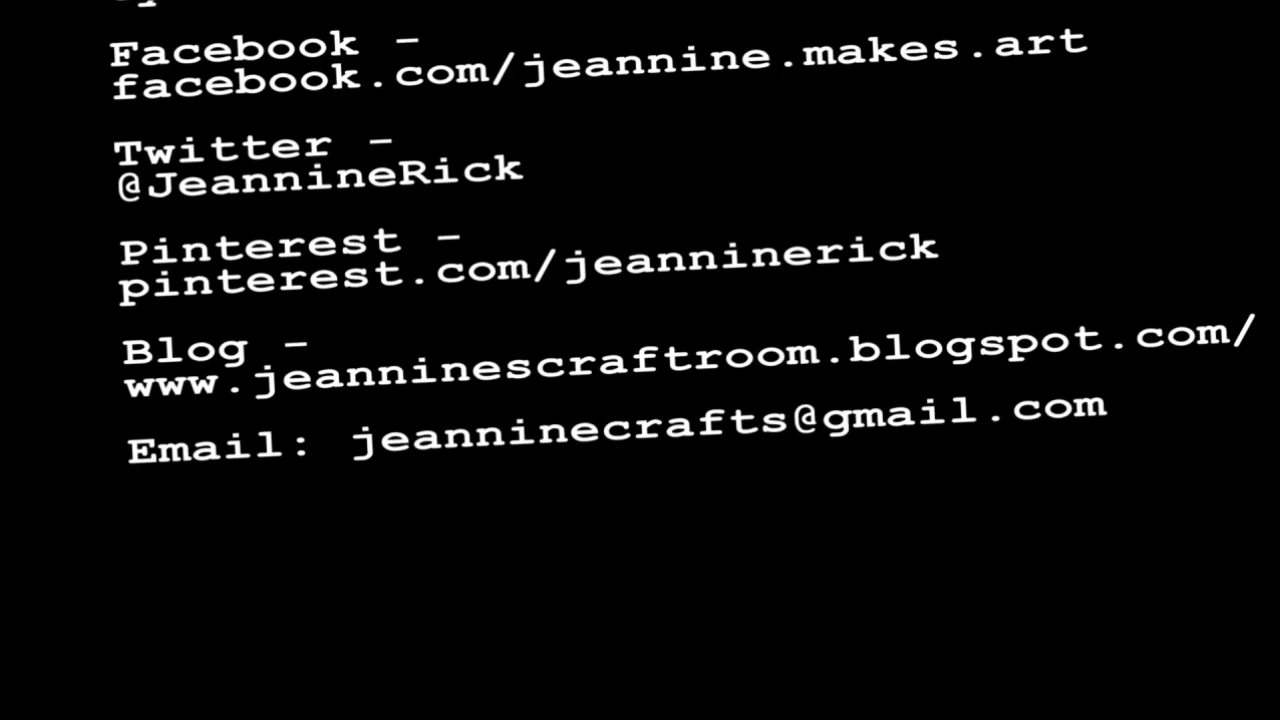 Facebook -
facebook.com/jeannine.makes.art
Twitter -
@JeannineRick
Pinterest -
pinterest.com/jeanninerick
Blog -
www.jeanninescraftroom.blogspot.com/
Email: jeanninecrafts@gmail.com